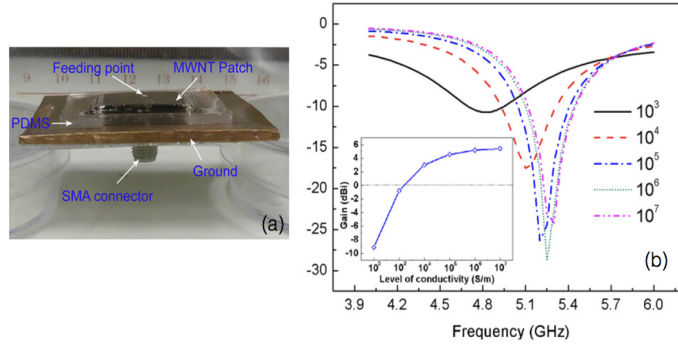 9 10 11 12 13 14 15 16
Feeding point
MWNT Patch
PDMS
Ground
SMA connector
(a)
0
-5
-10
-15
-20
-25
-30
3.9 4.2 4.5 4.8 5.1 5.4 5.7 6.0
Frequency (GHz)
10³
10⁴
10⁵
10⁶
10⁷
(b)
Gain (dBi)
6
4
2
0
-2
-4
-6
-8
-10
10² 10³ 10⁴ 10⁵ 10⁶ 10⁷
Level of conductivity (S/m)